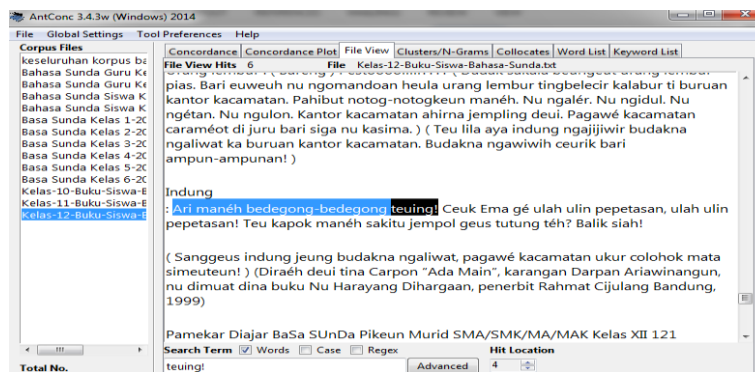 AntConc 3.4.3w (Windows) 2014
File Global Settings Tool Preferences Help
Corpus Files
keseluruhan korpus ba
Bahasa Sunda Guru Ke
Bahasa Sunda Guru Ke
Bahasa Sunda Siswa K
Bahasa Sunda Siswa K
Basa Sunda Kelas 1-20
Basa Sunda Kelas 2-20
Basa Sunda Kelas 3-20
Basa Sunda Kelas 4-20
Basa Sunda Kelas 5-20
Basa Sunda Kelas 6-20
Kelas-10-Buku-Siswa-B
Kelas-11-Buku-Siswa-B
Kelas-12-Buku-Siswa-B
Total No.
Concordance Concordance Plot File View Clusters/N-Grams Collocates Word List Keyword List
File View Hits 6 File Kelas-12-Buku-Siswa-Bahasa-Sunda.txt
pias. Bari euweuh nu ngomandoan heula urang lembur tingbelecir kalabur ti buruan
kantor kacamatan. Pahibut notog-notogkeun manéh. Nu ngalér. Nu ngidul. Nu
ngétan. Nu ngulon. Kantor kacamatan ahirna jempling deui. Pagawé kacamatan
caraméot di juru bari siga nu kasima. ) ( Teu lila aya indung ngajijiwir budakna
ngaliwat ka buruan kantor kacamatan. Budakna ngawiwih ceurik bari
ampun-ampunan! )
Indung
: Ari manéh bedegong-bedegong teuing! Ceuk Ema gé ulah ulin pepetasan, ulah ulin
pepetasan! Teu kapok manéh sakitu jempol geus tutung téh? Balik siah!
( Sanggeus indung jeung budakna ngaliwat, pagawé kacamatan ukur colohok mata
simeuteun! ) (Diraéh deui tina Carpon "Ada Main", karangan Darpan Ariawinangun,
nu dimuat dina buku Nu Harayang Dihargaan, penerbit Rahmat Cijulang Bandung,
1999)
Pamekar Diajar BaSa SUnDa Pikeun Murid SMA/SMK/MA/MAK Kelas XII 121
Search Term Words Case Regex Hit Location
teuing! Advanced 4